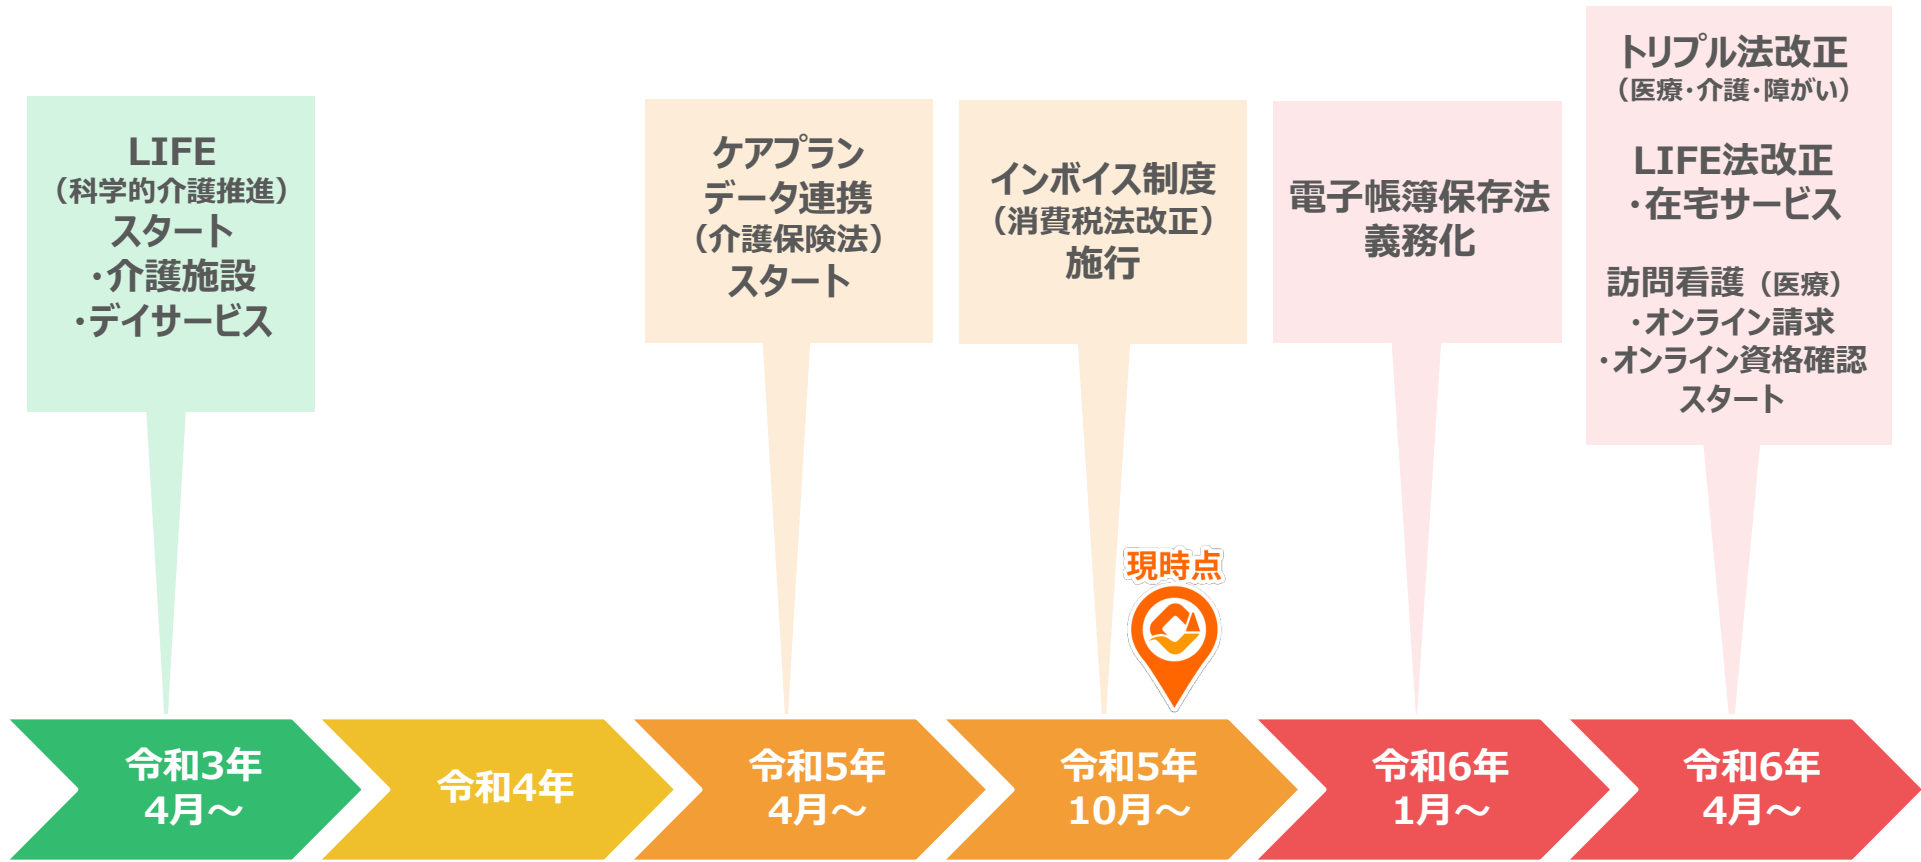 LIFE
（科学的介護推進）
スタート
・介護施設
・デイサービス
ケアプラン
データ連携
（介護保険法）
スタート
インボイス制度
（消費税法改正）
施行
電子帳簿保存法
義務化
トリプル法改正
（医療・介護・障がい）
LIFE法改正
・在宅サービス
訪問看護（医療）
・オンライン請求
・オンライン資格確認
スタート
現時点
令和3年
4月～
令和4年
令和5年
4月～
令和5年
10月～
令和6年
1月～
令和6年
4月～